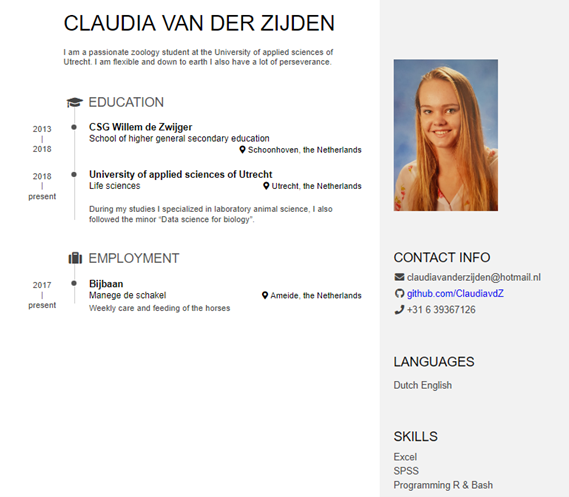 CLAUDIA VAN DER ZIJDEN
I am a passionate zoology student at the University of applied sciences of
Utrecht. I am flexible and down to earth I also have a lot of perseverance.
EDUCATION
2013
|
2018
CSG Willem de Zwijger
School of higher general secondary education
Schoonhoven, the Netherlands
2018
|
present
University of applied sciences of Utrecht
Life sciences
Utrecht, the Netherlands
During my studies I specialized in laboratory animal science, I also
followed the minor “Data science for biology”.
EMPLOYMENT
2017
|
present
Bijbaan
Manege de schakel
Ameide, the Netherlands
Weekly care and feeding of the horses
CONTACT INFO
claudiavanderzijden@hotmail.nl
github.com/ClaudiavdZ
+31 6 39367126
LANGUAGES
Dutch English
SKILLS
Excel
SPSS
Programming R & Bash